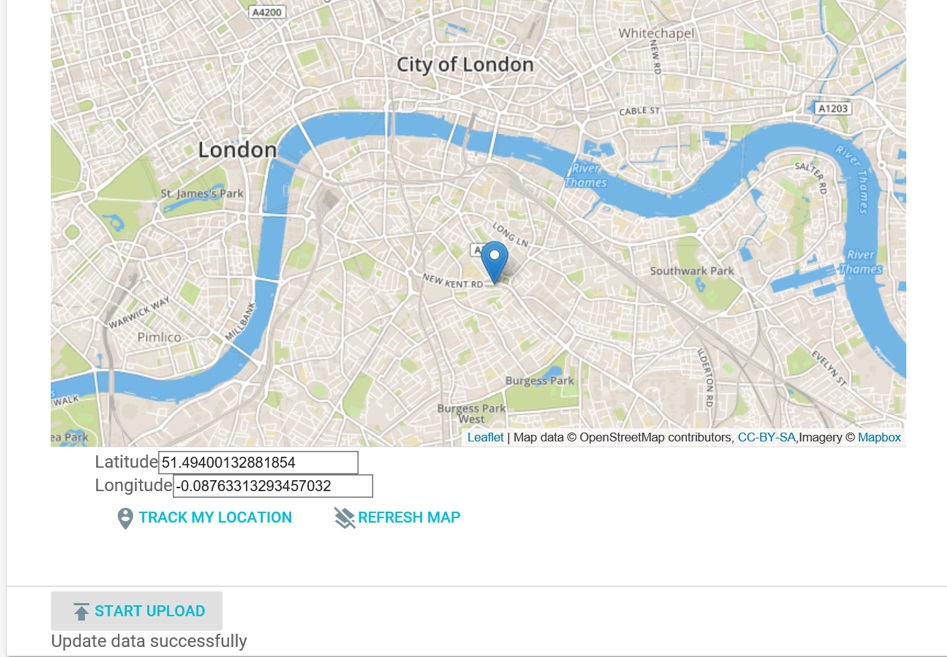 A4200
Whitechapel
NEW RD
City of London
CABLE ST
A1203
London
River
Thames
River Thames
SALTER RD
St. James's Park
LONG LN
Southwark Park
River
Thames
NEW KENT RD
WARWICK WAY
MILLBANK
Pimlico
ILDERTON RD
EVELYN ST
Burgess Park
WALK
Burgess Park
West
ea Park
Leaflet | Map data © OpenStreetMap contributors, CC-BY-SA,Imagery © Mapbox
Latitude 51.49400132881854
Longitude -0.08763313293457032
TRACK MY LOCATION REFRESH MAP
START UPLOAD
Update data successfully